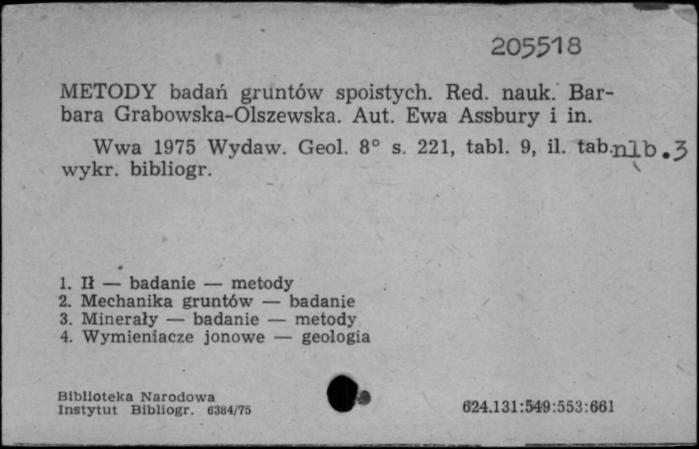 205518
METODY badań gruntów spoistych. Red. nauk. Bar-
bara Grabowska-Olszewska. Aut. Ewa Assbury i in.
Wwa 1975 Wydaw. Geol. 8° s. 221, tabl. 9, il. tab.nlb.3
wykr. bibliogr.
1. Ił — badanie — metody
2. Mechanika gruntów — badanie
3. Minerały — badanie — metody
4. Wymieniacze jonowe — geologia
Biblioteka Narodowa
Instytut Bibliogr. 6384/75
624.131:549:553:661